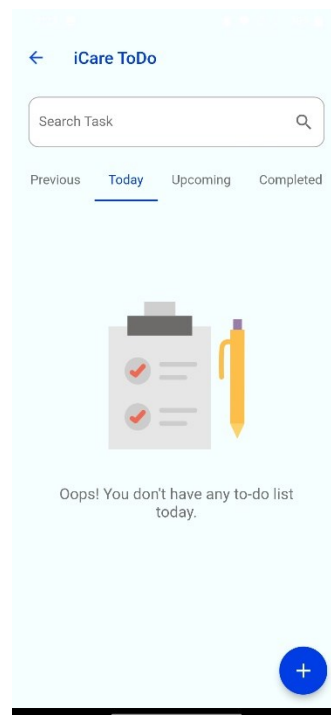 iCare ToDo
Search Task
Previous Today Upcoming Completed
Oops! You don't have any to-do list
today.